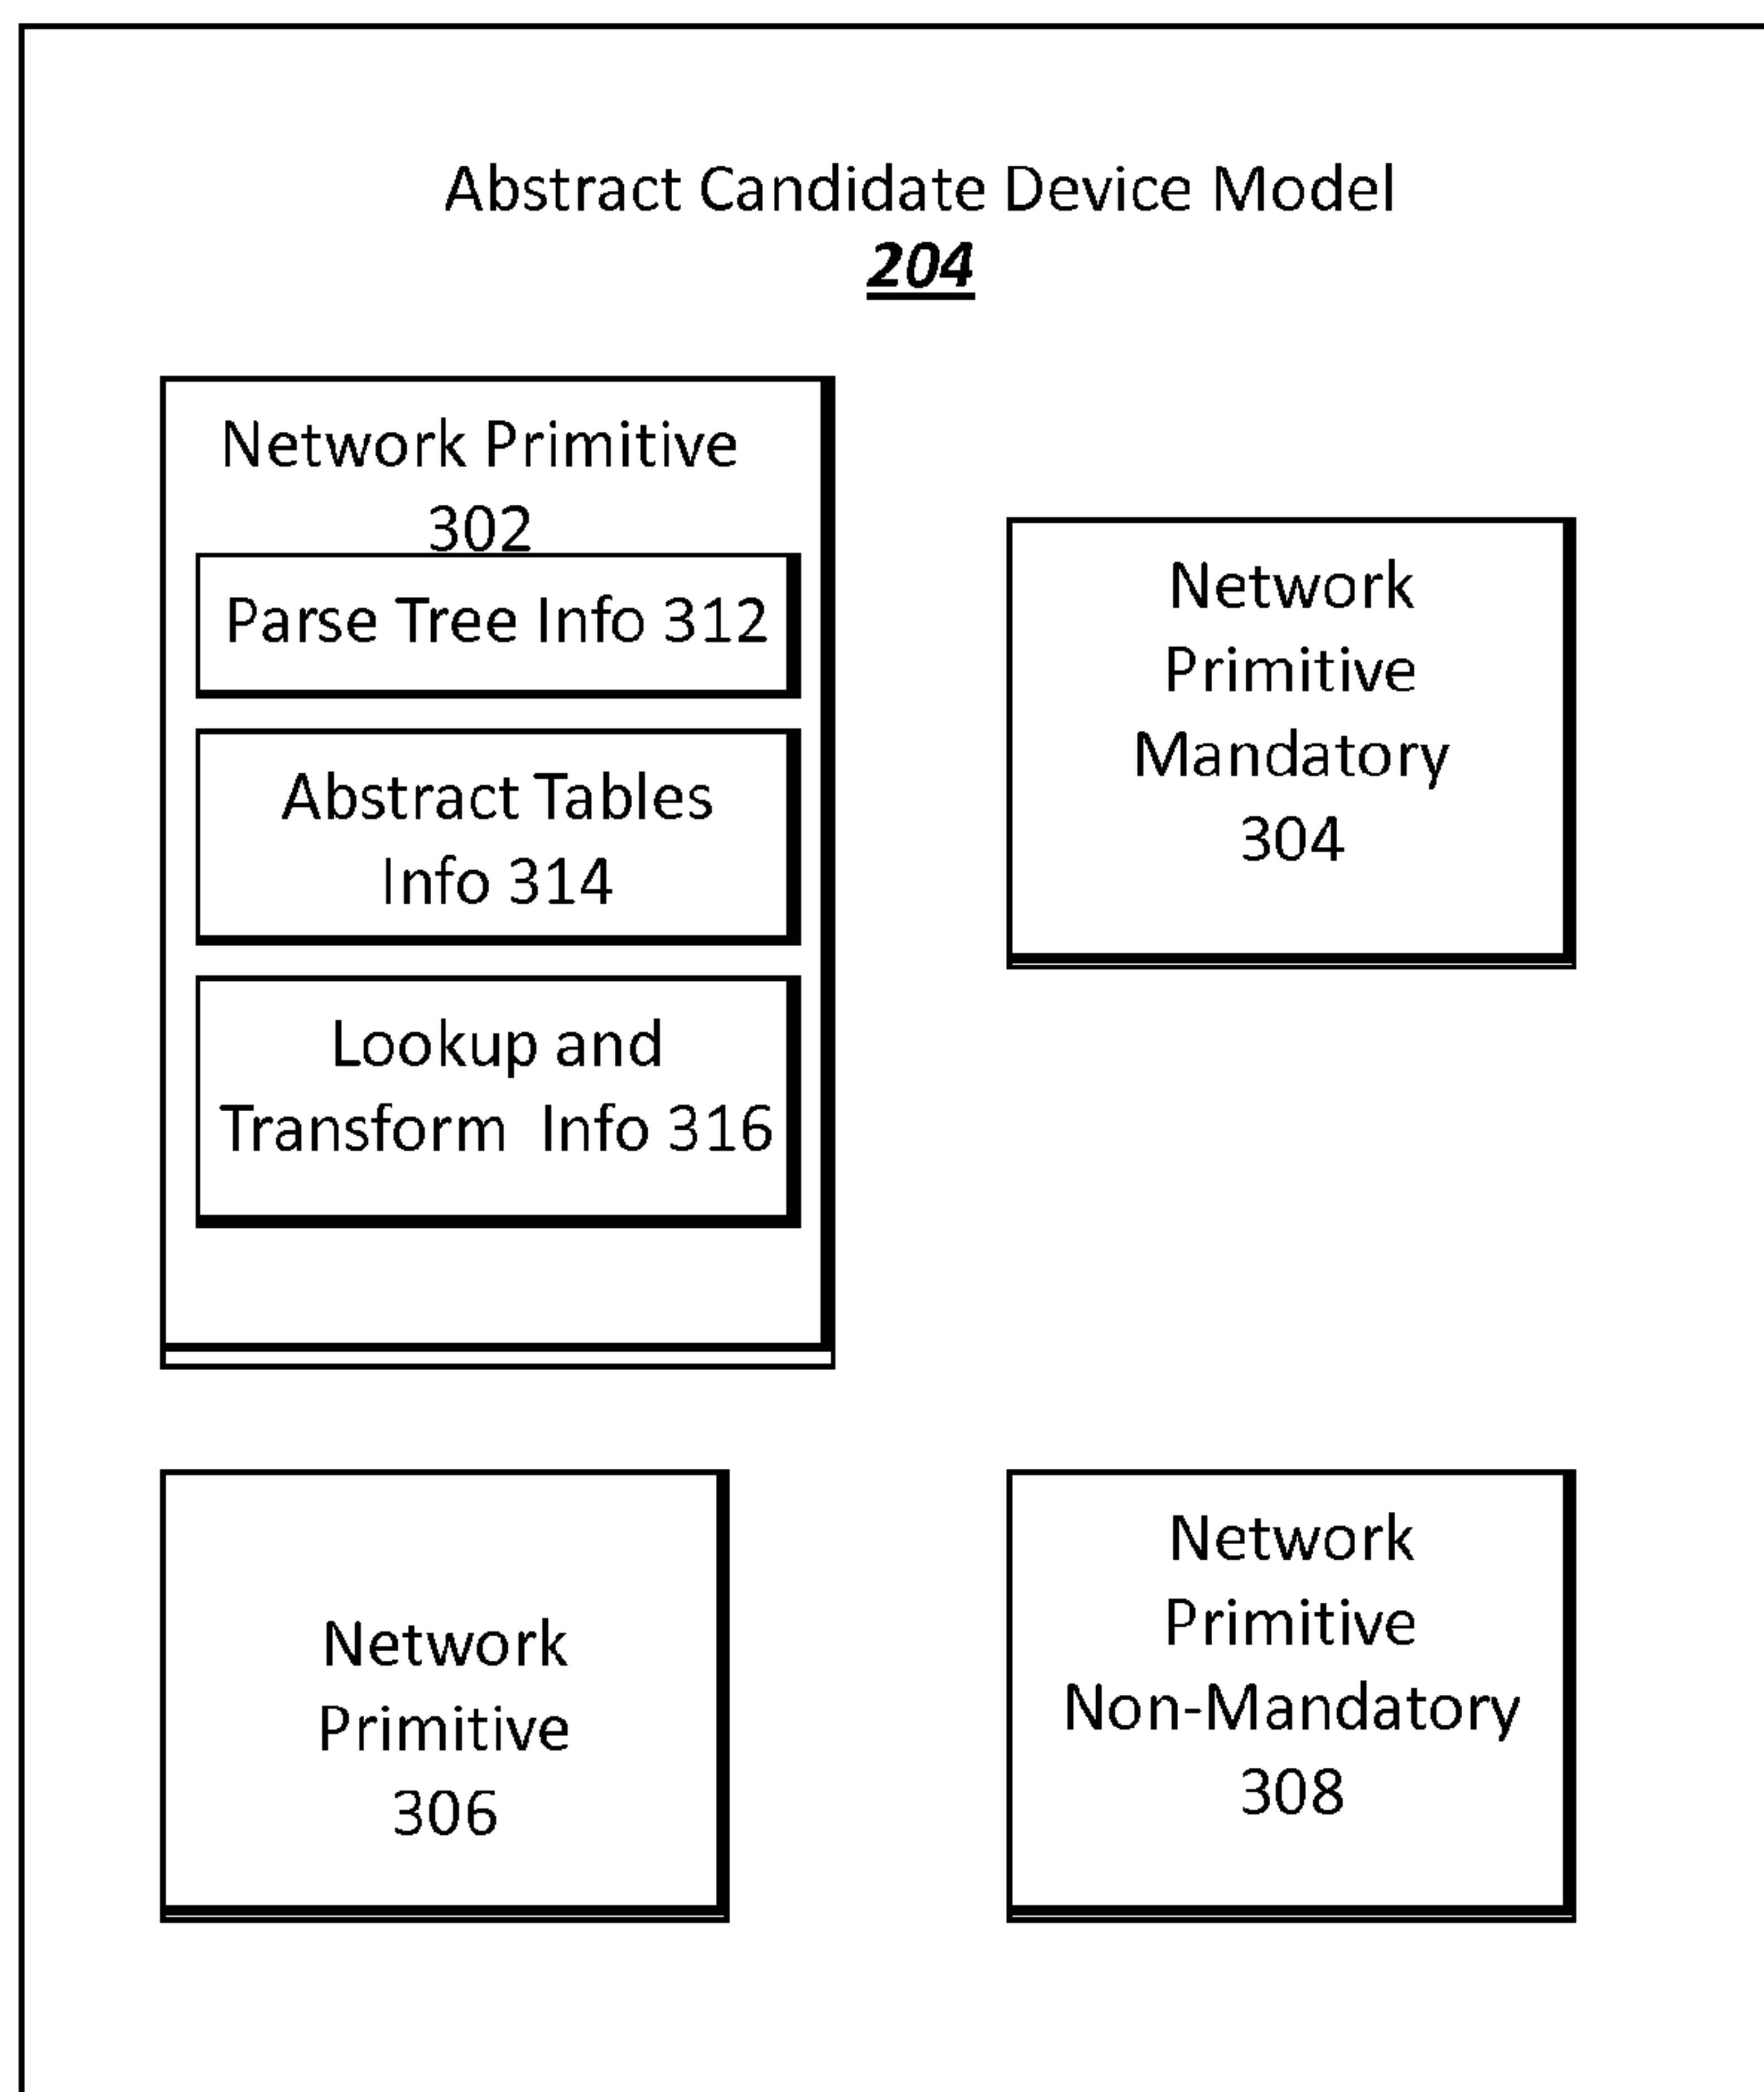 Abstract Candidate Device Model
204
Network Primitive
302
Parse Tree Info 312
Abstract Tables
Info 314
Lookup and
Transform Info 316
Network
Primitive
Mandatory
304
Network
Primitive
306
Network
Primitive
Non-Mandatory
308